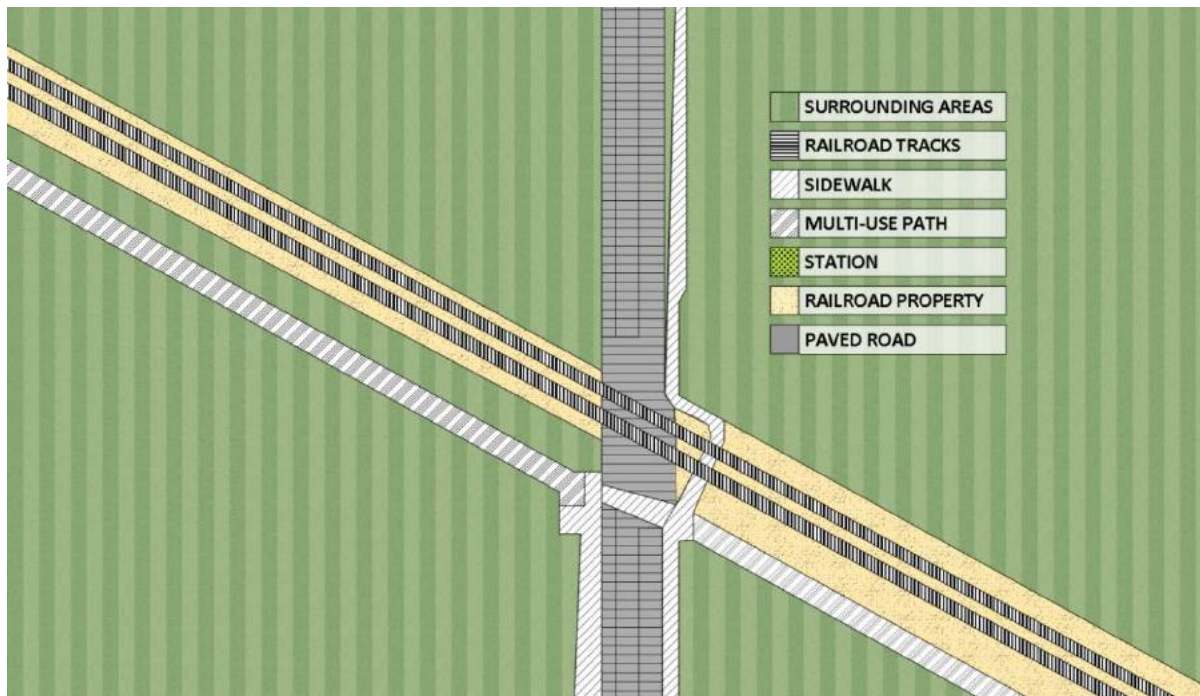 SURROUNDING AREAS
RAILROAD TRACKS
SIDEWALK
MULTI-USE PATH
STATION
RAILROAD PROPERTY
PAVED ROAD